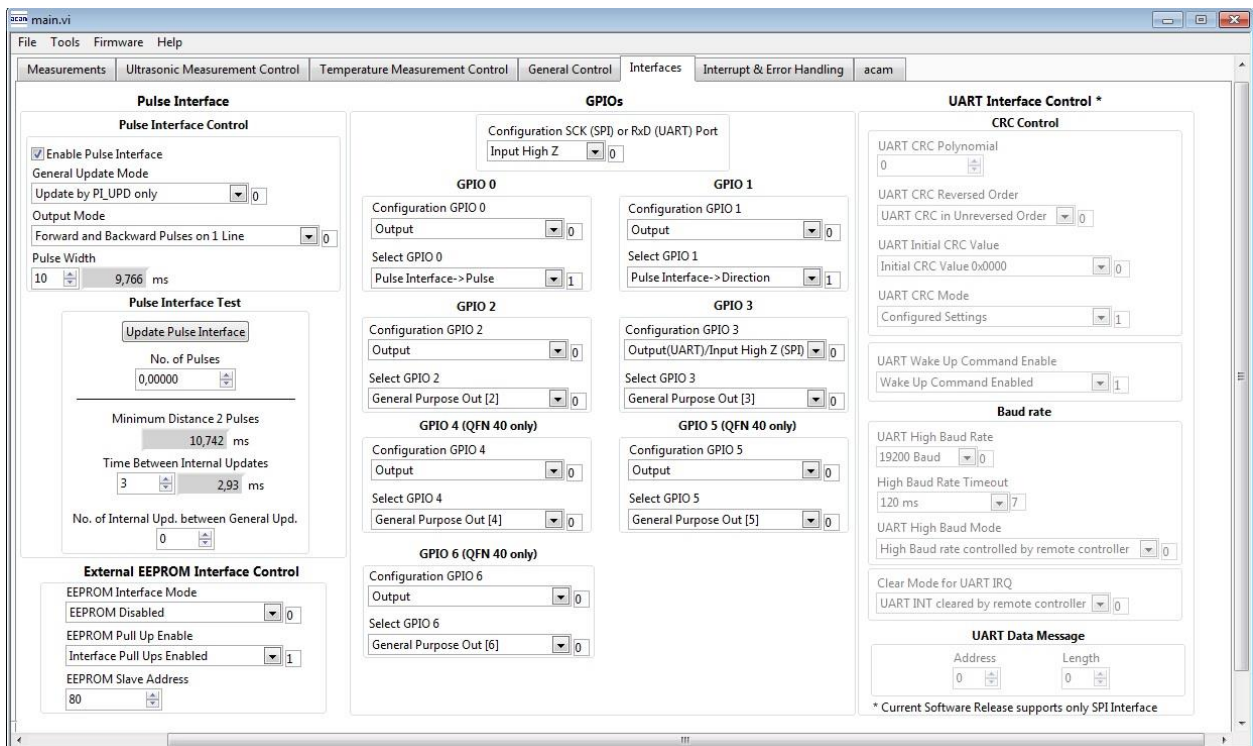 acam main.vi
File Tools Firmware Help
Measurements Ultrasonic Measurement Control Temperature Measurement Control General Control Interfaces Interrupt & Error Handling acam
Pulse Interface
Pulse Interface Control
Enable Pulse Interface
General Update Mode
Update by PI_UPD only 0
Output Mode
Forward and Backward Pulses on 1 Line 0
Pulse Width
10 9,766 ms
Pulse Interface Test
Update Pulse Interface
No. of Pulses
0,00000
Minimum Distance 2 Pulses
10,742 ms
Time Between Internal Updates
3 2,93 ms
No. of Internal Upd. between General Upd.
0
External EEPROM Interface Control
EEPROM Interface Mode
EEPROM Disabled 0
EEPROM Pull Up Enable
Interface Pull Ups Enabled 1
EEPROM Slave Address
80
GPIOs
Configuration SCK (SPI) or RxD (UART) Port
Input High Z 0
GPIO 0
Configuration GPIO 0
Output 0
Select GPIO 0
Pulse Interface->Pulse 1
GPIO 1
Configuration GPIO 1
Output 0
Select GPIO 1
Pulse Interface->Direction 1
GPIO 2
Configuration GPIO 2
Output 0
Select GPIO 2
General Purpose Out [2] 0
GPIO 3
Configuration GPIO 3
Output(UART)/Input High Z (SPI) 0
Select GPIO 3
General Purpose Out [3] 0
GPIO 4 (QFN 40 only)
Configuration GPIO 4
Output 0
Select GPIO 4
General Purpose Out [4] 0
GPIO 5 (QFN 40 only)
Configuration GPIO 5
Output 0
Select GPIO 5
General Purpose Out [5] 0
GPIO 6 (QFN 40 only)
Configuration GPIO 6
Output 0
Select GPIO 6
General Purpose Out [6] 0
UART Interface Control *
CRC Control
UART CRC Polynomial
0
UART CRC Reversed Order
UART CRC in Unreversed Order 0
UART Initial CRC Value
Initial CRC Value 0x0000 0
UART CRC Mode
Configured Settings 1
UART Wake Up Command Enable
Wake Up Command Enabled 1
Baud rate
UART High Baud Rate
19200 Baud 0
High Baud Rate Timeout
120 ms 7
UART High Baud Mode
High Baud rate controlled by remote controller 0
Clear Mode for UART IRQ
UART INT cleared by remote controller 0
UART Data Message
Address Length
0 0
* Current Software Release supports only SPI Interface